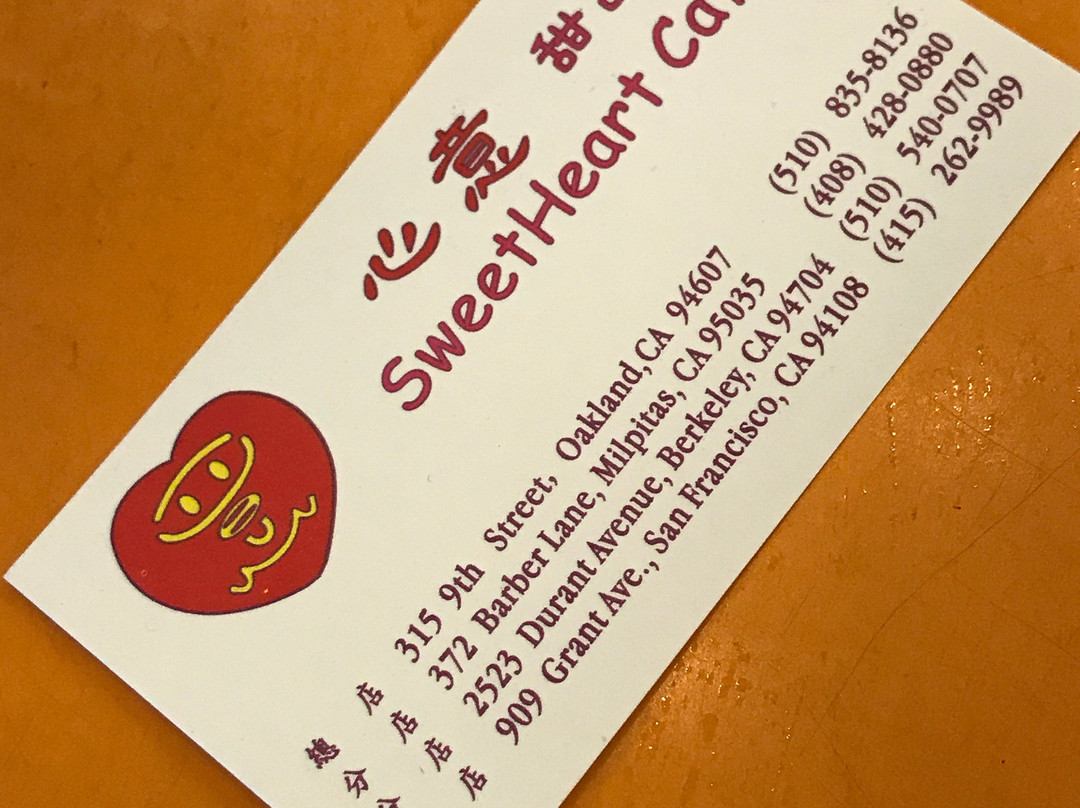 心意 甜
SweetHeart
總店 315 9th Street, Oakland, CA 94607 (510) 835-8136
分店 372 Barber Lane, Milpitas, CA 95035 (408) 428-0880
分店 2523 Durant Avenue, Berkeley, CA 94704 (510) 540-0707
店 909 Grant Ave., San Francisco, CA 94108 (415) 262-9989